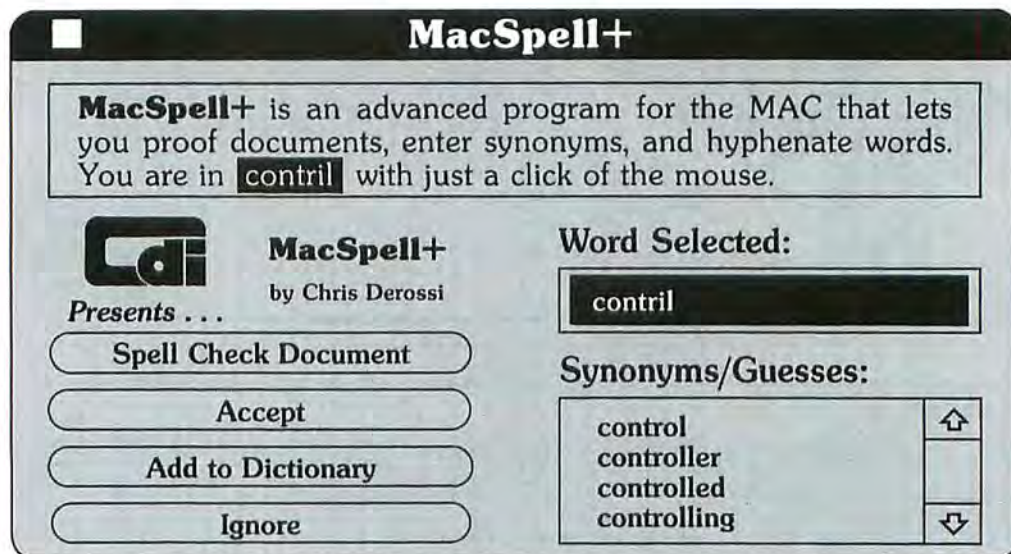 MacSpell+
MacSpell+ is an advanced program for the MAC that lets
you proof documents, enter synonyms, and hyphenate words.
You are in contril with just a click of the mouse.
Cdi
Presents . . .
MacSpell+
by Chris Derossi
Spell Check Document
Accept
Add to Dictionary
Ignore
Word Selected:
contril
Synonyms/Guesses:
control
controller
controlled
controlling